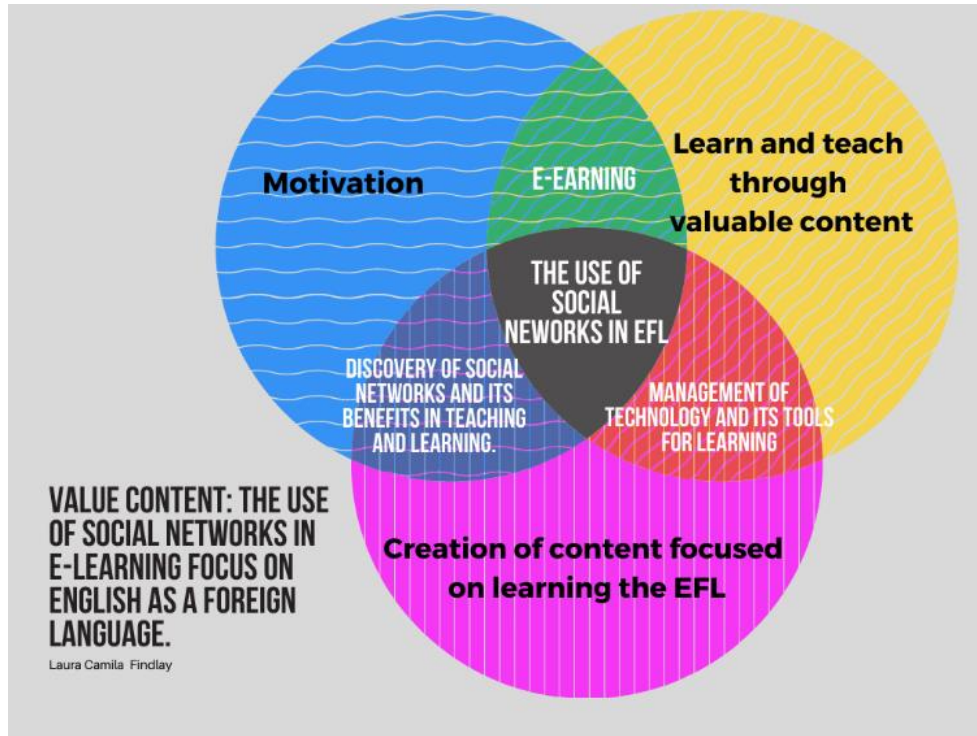 Motivation
E-EARNING
Learn and teach
through
valuable content
THE USE OF
SOCIAL
NEWORKS IN EFL
DISCOVERY OF SOCIAL
NETWORKS AND ITS
BENEFITS IN TEACHING
AND LEARNING.
MANAGEMENT OF
TECHNOLOGY AND ITS TOOLS
FOR LEARNING
Creation of content focused
on learning the EFL
VALUE CONTENT: THE USE
OF SOCIAL NETWORKS IN
E-LEARNING FOCUS ON
ENGLISH AS A FOREIGN
LANGUAGE.
Laura Camila Findlay